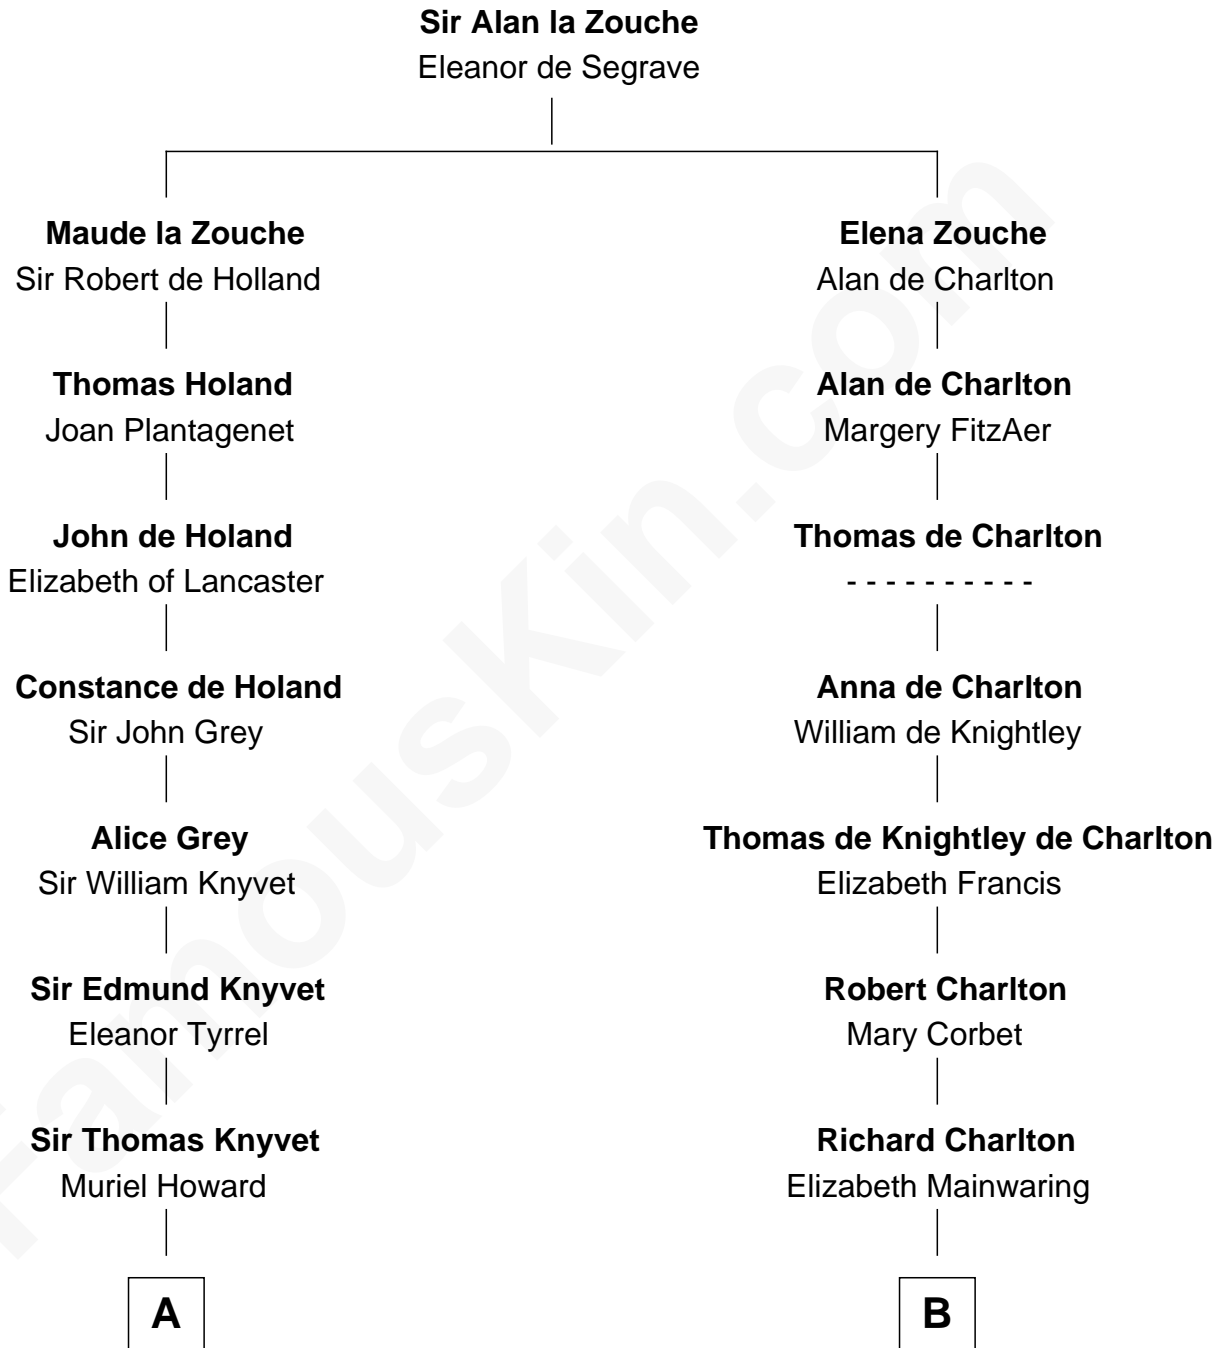 Sir Alan la Zouche
Eleanor de Segrave
Maude la Zouche
Sir Robert de Holland
Elena Zouche
Alan de Charlton
Thomas Holand
Joan Plantagenet
Alan de Charlton
Margery FitzAer
John de Holand
Elizabeth of Lancaster
Thomas de Charlton
- - - - - - - - - -
Constance de Holand
Sir John Grey
Anna de Charlton
William de Knightley
Alice Grey
Sir William Knyvet
Thomas de Knightley de Charlton
Elizabeth Francis
Sir Edmund Knyvet
Eleanor Tyrrel
Robert Charlton
Mary Corbet
Sir Thomas Knyvet
Muriel Howard
Richard Charlton
Elizabeth Mainwaring
A
B
FamousKin.com